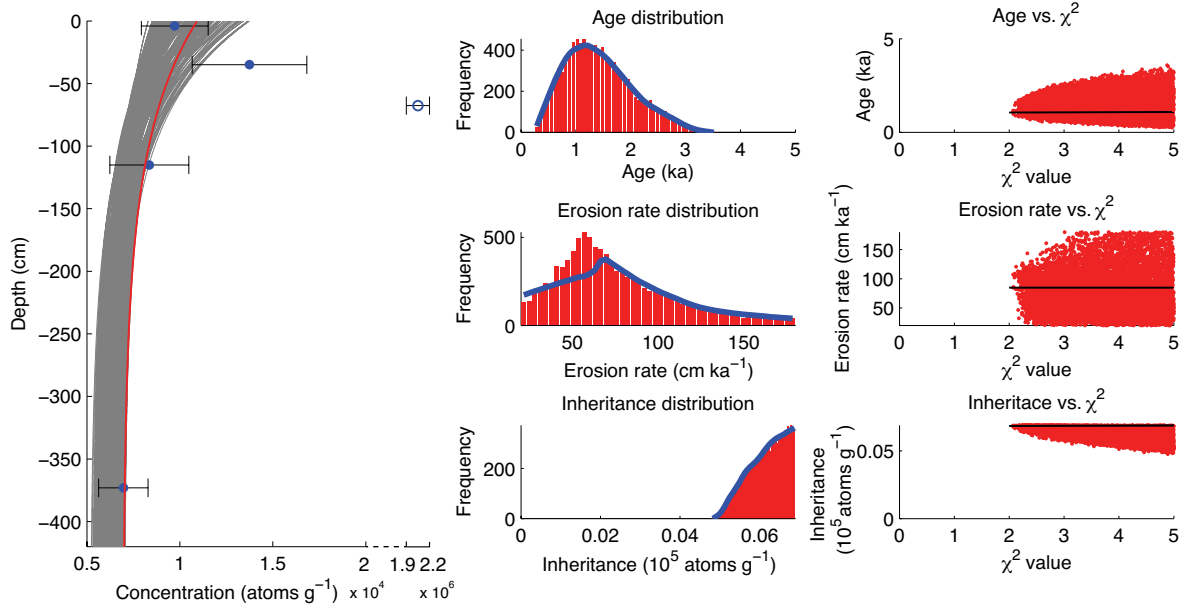 0
−50
−100
−150
−200
−250
−300
−350
−400
Depth (cm)
0.5 1 1.5 2 1.9 2.2
Concentration (atoms g⁻¹) x 10⁴ x 10⁶
Age distribution
Frequency
400
200
0
0 1 2 3 4 5
Age (ka)
Erosion rate distribution
Frequency
500
0
50 100 150
Erosion rate (cm ka⁻¹)
Inheritance distribution
Frequency
200
0
0 0.02 0.04 0.06
Inheritance (10⁵ atoms g⁻¹)
Age vs. χ²
Age (ka)
5
0
0 1 2 3 4 5
χ² value
Erosion rate vs. χ²
Erosion rate (cm ka⁻¹)
150
100
50
0 1 2 3 4 5
χ² value
Inheritace vs. χ²
Inheritance
(10⁵ atoms g⁻¹)
0.05
0
0 1 2 3 4 5
χ² value